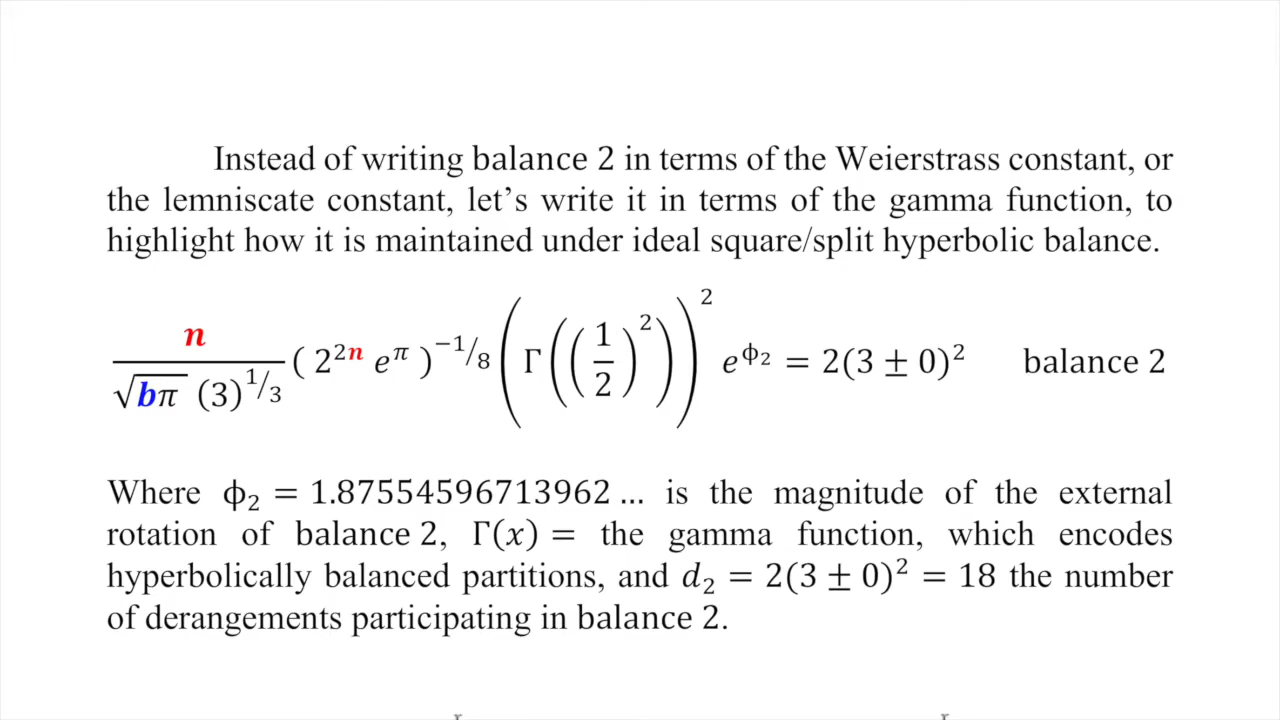 Instead of writing balance 2 in terms of the Weierstrass constant, or
the lemniscate constant, let’s write it in terms of the gamma function, to
highlight how it is maintained under ideal square/split hyperbolic balance.
n/(√(bπ) (3)^(1/3)) ( 2^(2n) e^π )^(−1/8) (Γ((1/2)^2))^2 e^(ϕ₂) = 2(3 ± 0)² balance 2
Where ϕ₂ = 1.87554596713962 … is the magnitude of the external
rotation of balance 2, Γ(x) = the gamma function, which encodes
hyperbolically balanced partitions, and d₂ = 2(3 ± 0)² = 18 the number
of derangements participating in balance 2.